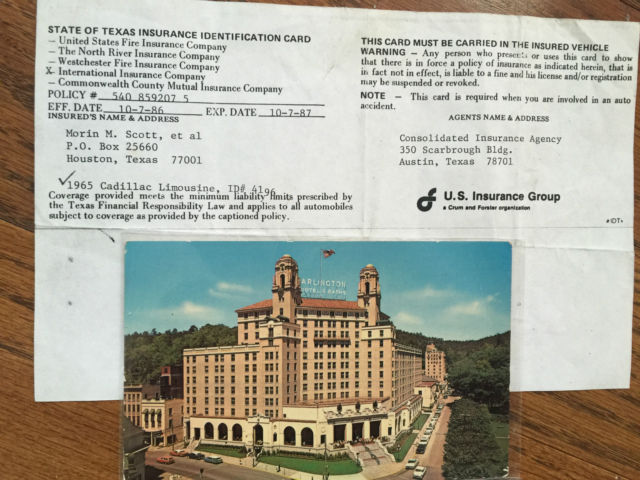 STATE OF TEXAS INSURANCE IDENTIFICATION CARD
- United States Fire Insurance Company
- The North River Insurance Company
- Westchester Fire Insurance Company
X- International Insurance Company
- Commonwealth County Mutual Insurance Company
POLICY # 540 859207 5
EFF. DATE 10-7-86 EXP. DATE 10-7-87
INSURED'S NAME & ADDRESS
Morin M. Scott, et al
P.O. Box 25660
Houston, Texas 77001
1965 Cadillac Limousine, ID# 4196
Coverage provided meets the minimum liability limits prescribed by
the Texas Financial Responsibility Law and applies to all automobiles
subject to coverage as provided by the captioned policy.
THIS CARD MUST BE CARRIED IN THE INSURED VEHICLE
WARNING - Any person who presents or uses this card to show
that there is in force a policy of insurance as indicated herein, that is
in fact not in effect, is liable to a fine and his license and/or registration
may be suspended or revoked.
NOTE - This card is required when you are involved in an auto
accident.
AGENTS NAME & ADDRESS
Consolidated Insurance Agency
350 Scarbrough Bldg.
Austin, Texas 78701
U.S. Insurance Group
a Crum and Forster organization
ARLINGTON
HOTEL & BATHS